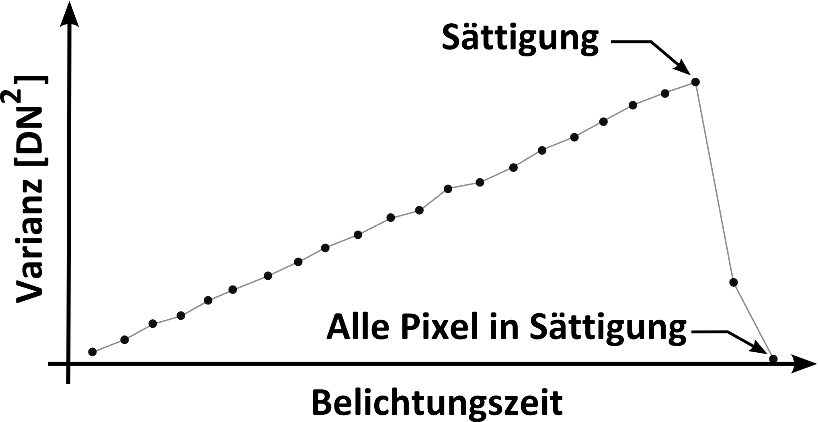 Sättigung
Varianz [DN²]
Alle Pixel in Sättigung
Belichtungszeit